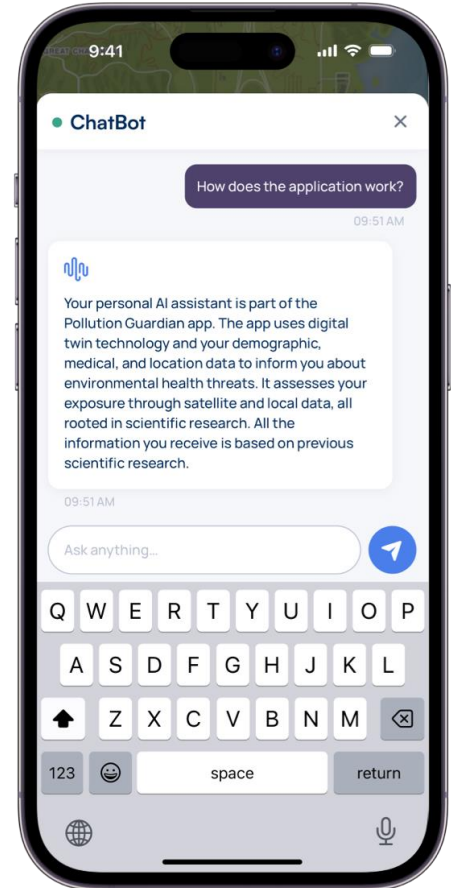 GREAT CH
9:41
ChatBot
How does the application work?
09:51 AM
Your personal AI assistant is part of the
Pollution Guardian app. The app uses digital
twin technology and your demographic,
medical, and location data to inform you about
environmental health threats. It assesses your
exposure through satellite and local data, all
rooted in scientific research. All the
information you receive is based on previous
scientific research.
09:51 AM
Ask anything...
Q W E R T Y U I O P
A S D F G H J K L
Z X C V B N M
123 space return